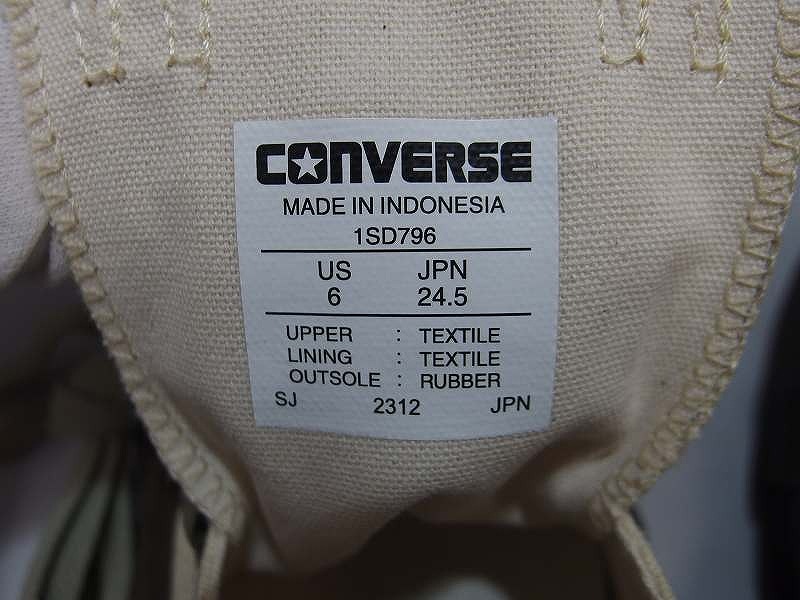 CONVERSE
MADE IN INDONESIA
1SD796
US JPN
6 24.5
UPPER : TEXTILE
LINING : TEXTILE
OUTSOLE : RUBBER
SJ 2312 JPN